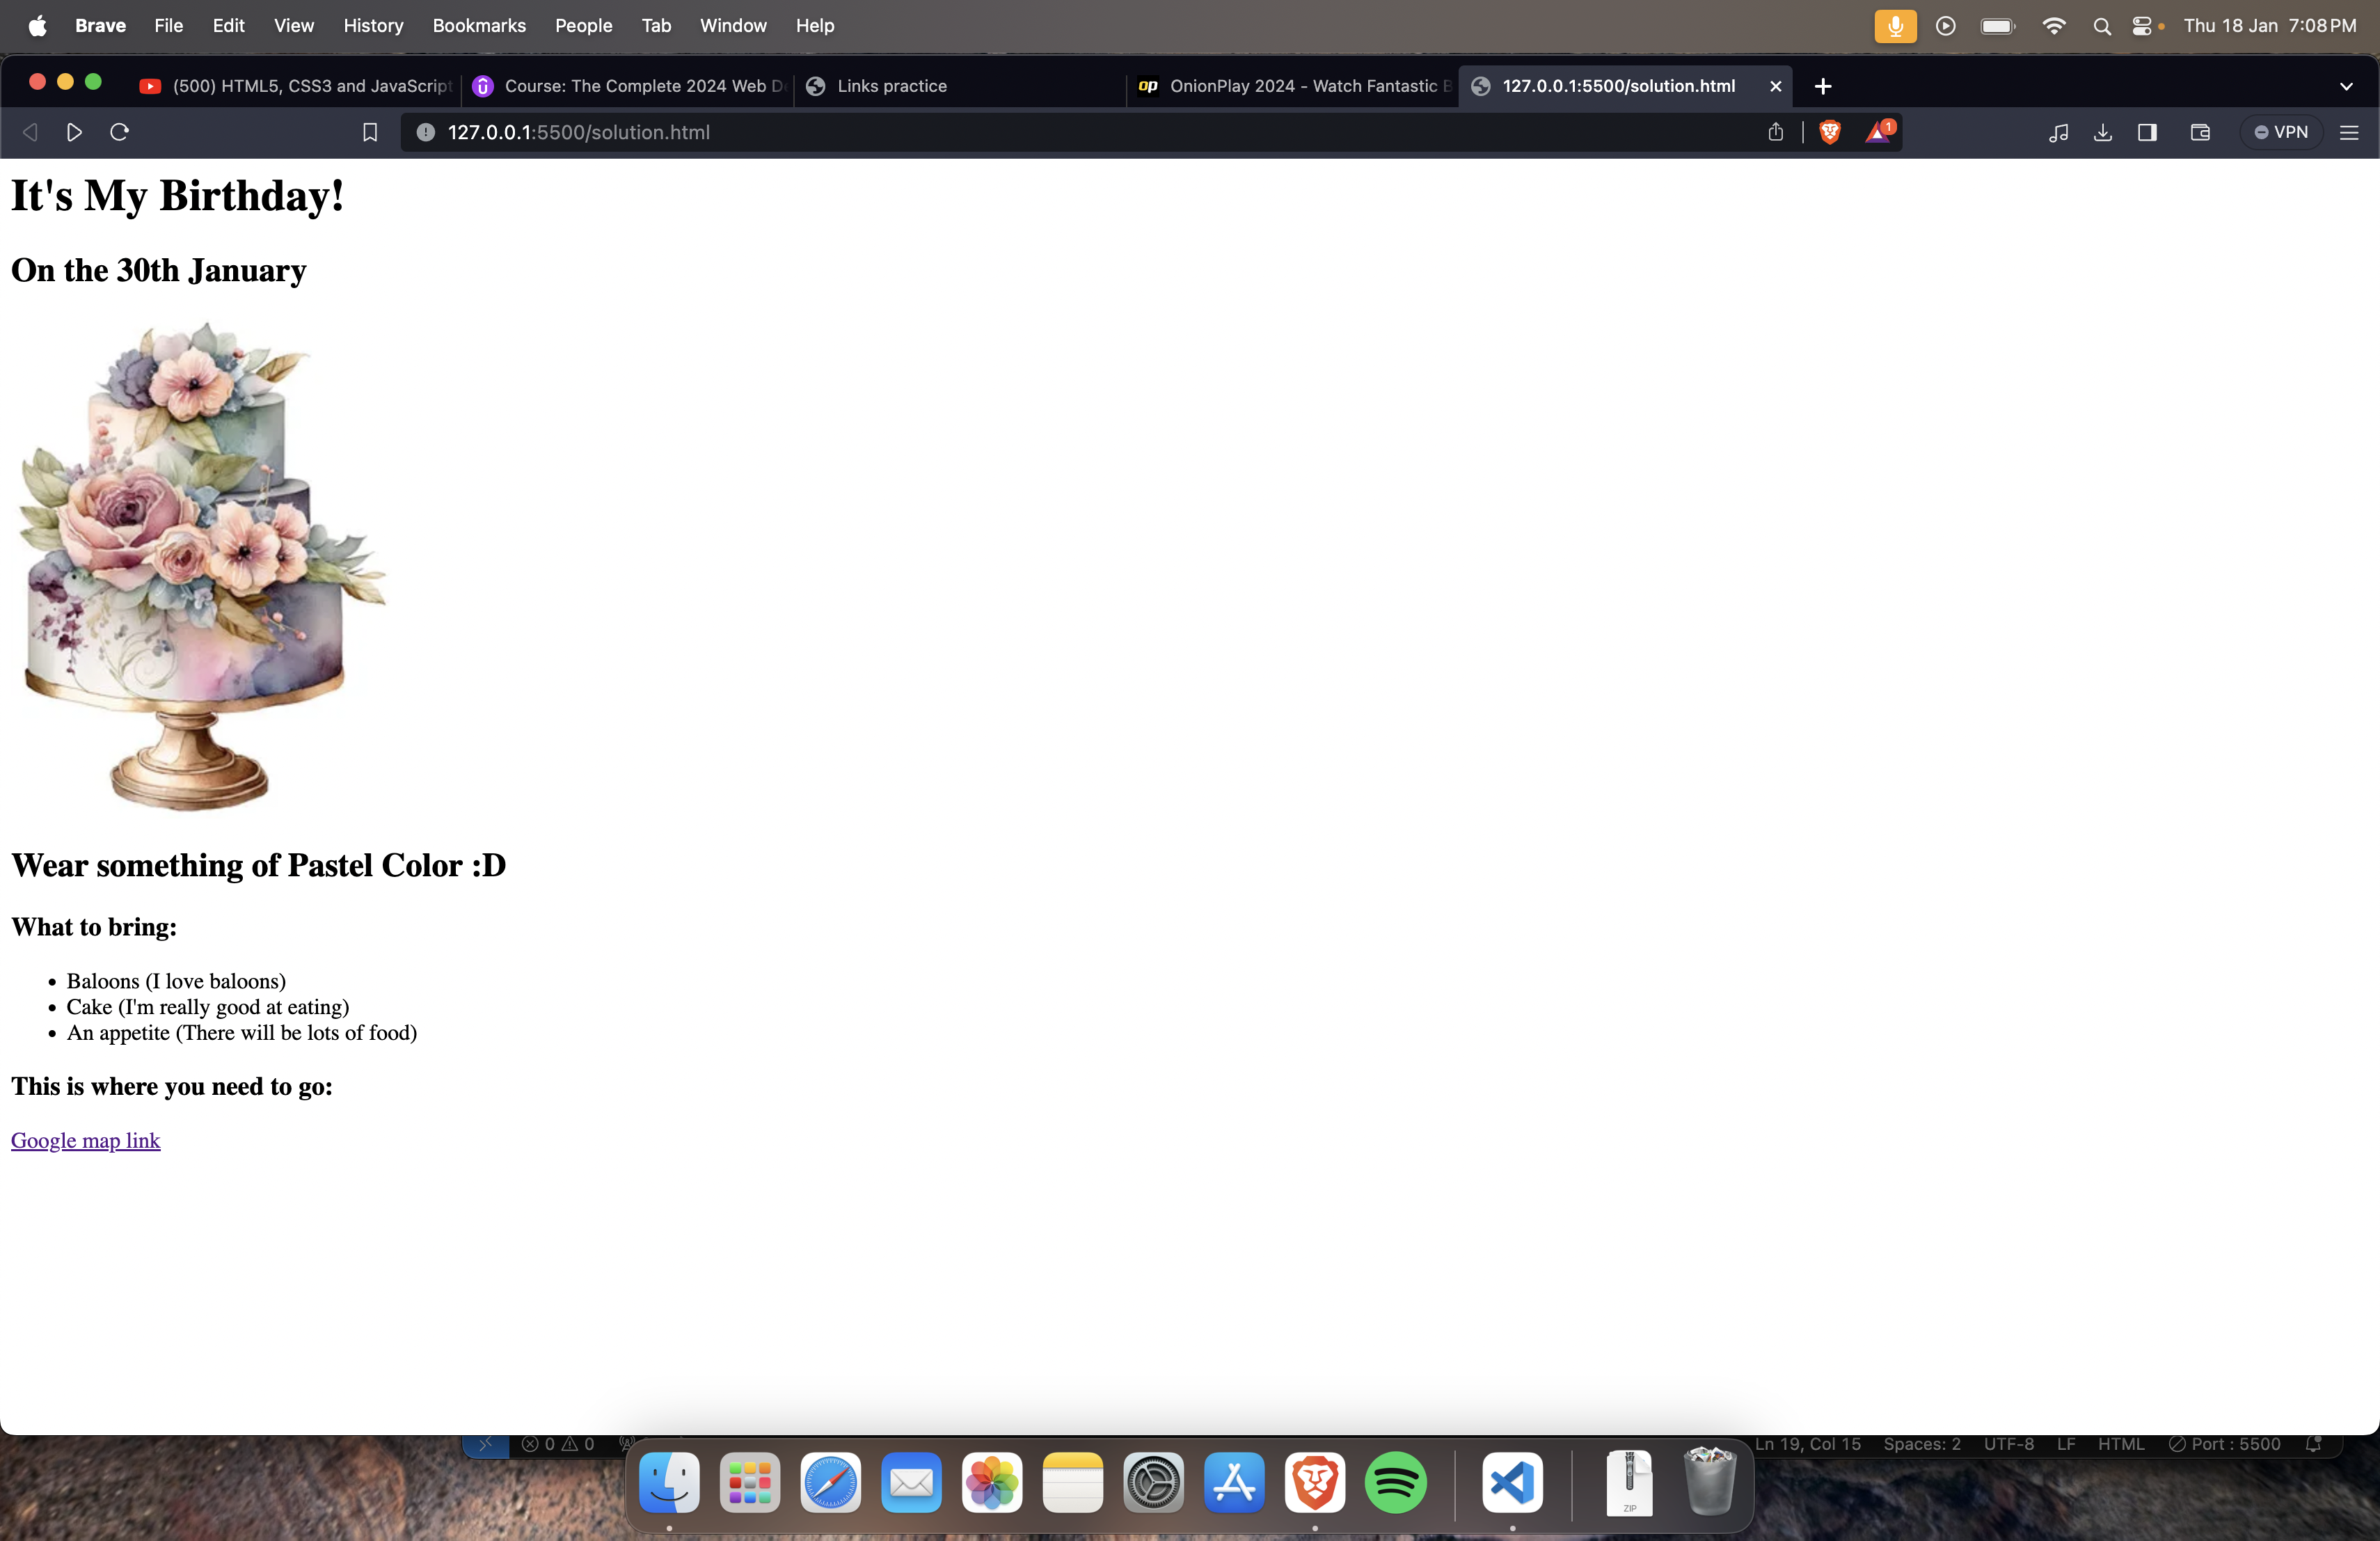 Brave File Edit View History Bookmarks People Tab Window Help Thu 18 Jan 7:08 PM
(500) HTML5, CSS3 and JavaScript Course: The Complete 2024 Web D Links practice op OnionPlay 2024 - Watch Fantastic B 127.0.0.1:5500/solution.html
127.0.0.1:5500/solution.html 1 VPN
It's My Birthday!
On the 30th January
Wear something of Pastel Color :D
What to bring:
Baloons (I love baloons)
Cake (I'm really good at eating)
An appetite (There will be lots of food)
This is where you need to go:
Google map link
0 0 Ln 19, Col 15 Spaces: 2 UTF-8 LF HTML Port : 5500
ZIP